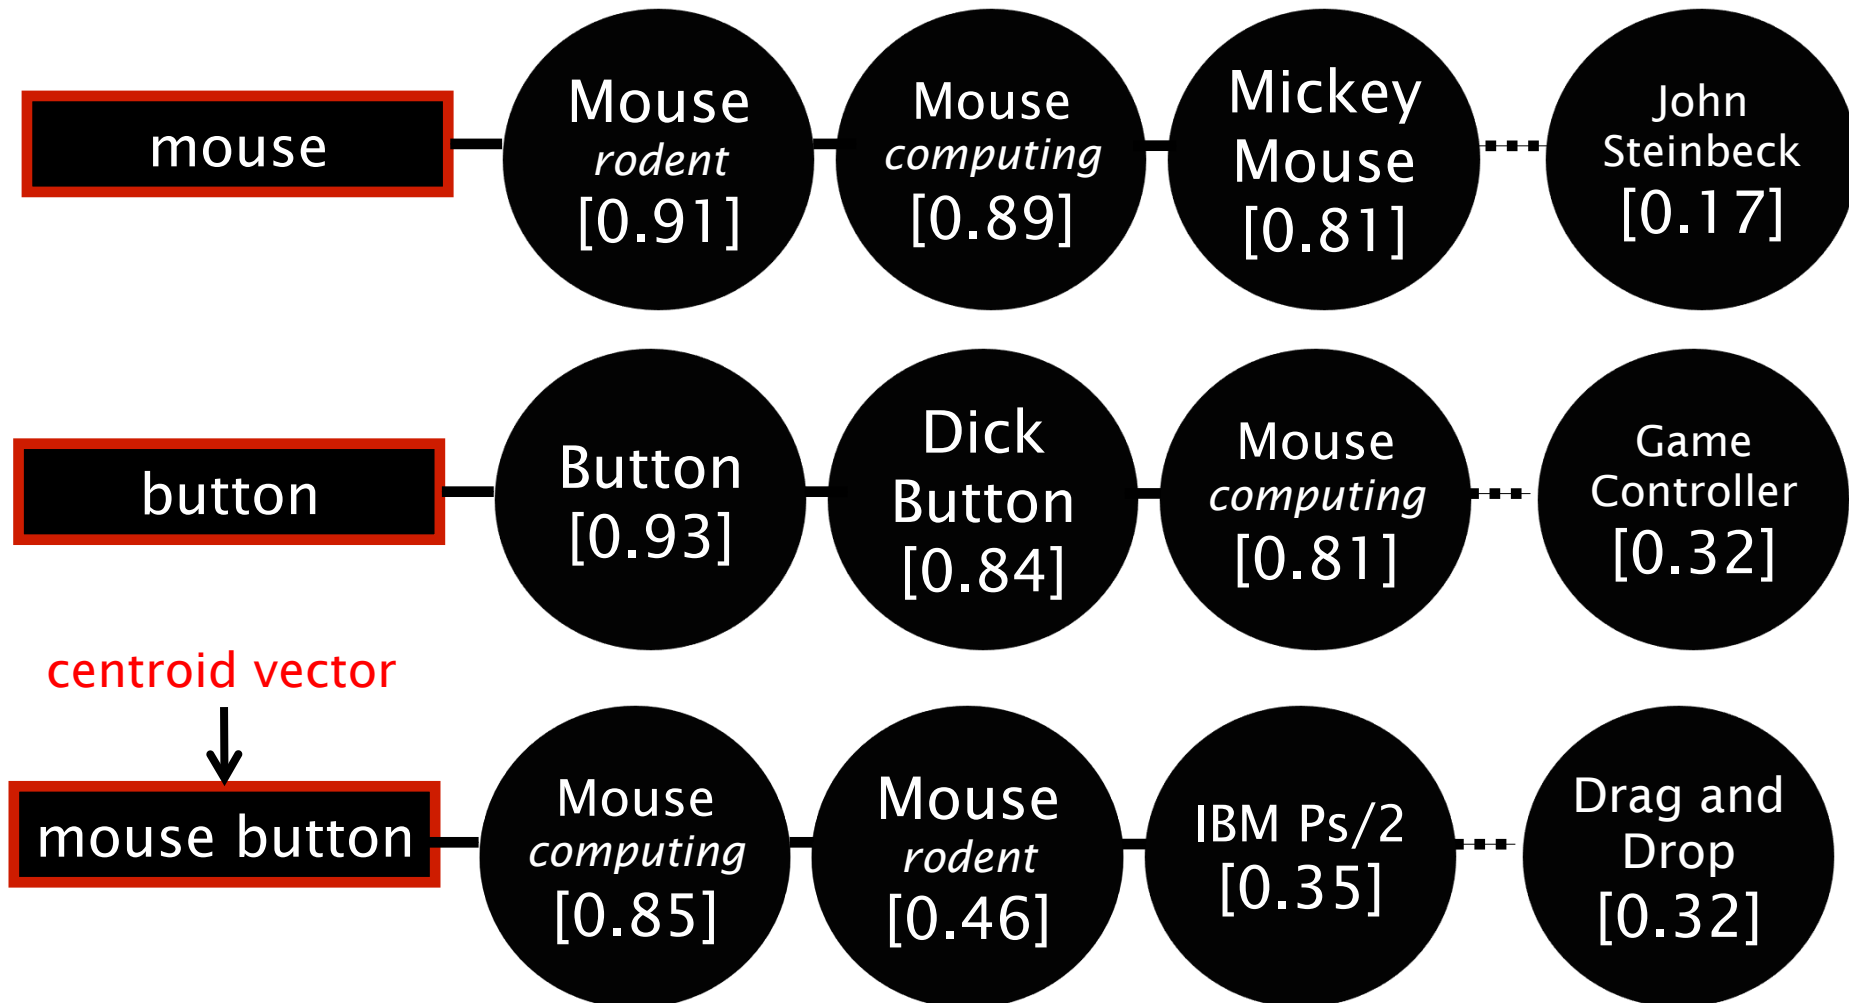 mouse
Mouse
rodent
[0.91]
Mouse
computing
[0.89]
Mickey
Mouse
[0.81]
John
Steinbeck
[0.17]
button
Button
[0.93]
Dick
Button
[0.84]
Mouse
computing
[0.81]
Game
Controller
[0.32]
centroid vector
mouse button
Mouse
computing
[0.85]
Mouse
rodent
[0.46]
IBM Ps/2
[0.35]
Drag and
Drop
[0.32]